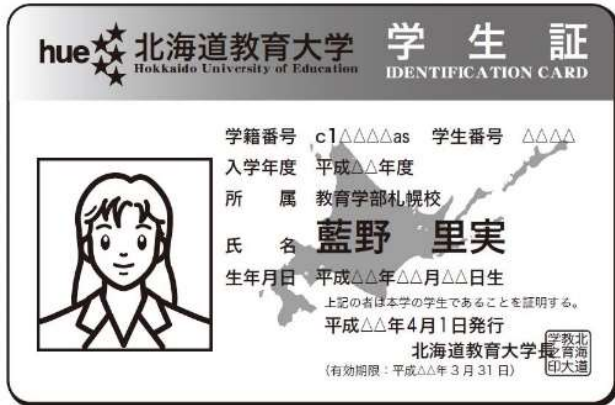 hue 北海道教育大学 学生証
Hokkaido University of Education IDENTIFICATION CARD
学籍番号 c1△△△△as 学生番号 △△△△
入学年度 平成△△年度
所属 教育学部札幌校
氏名 藍野 里実
生年月日 平成△△年△△月△△日生
上記の者は本学の学生であることを証明する。
平成△△年4月1日発行
北海道教育大学長
北海道教育大学之印
(有効期限:平成△△年3月31日)